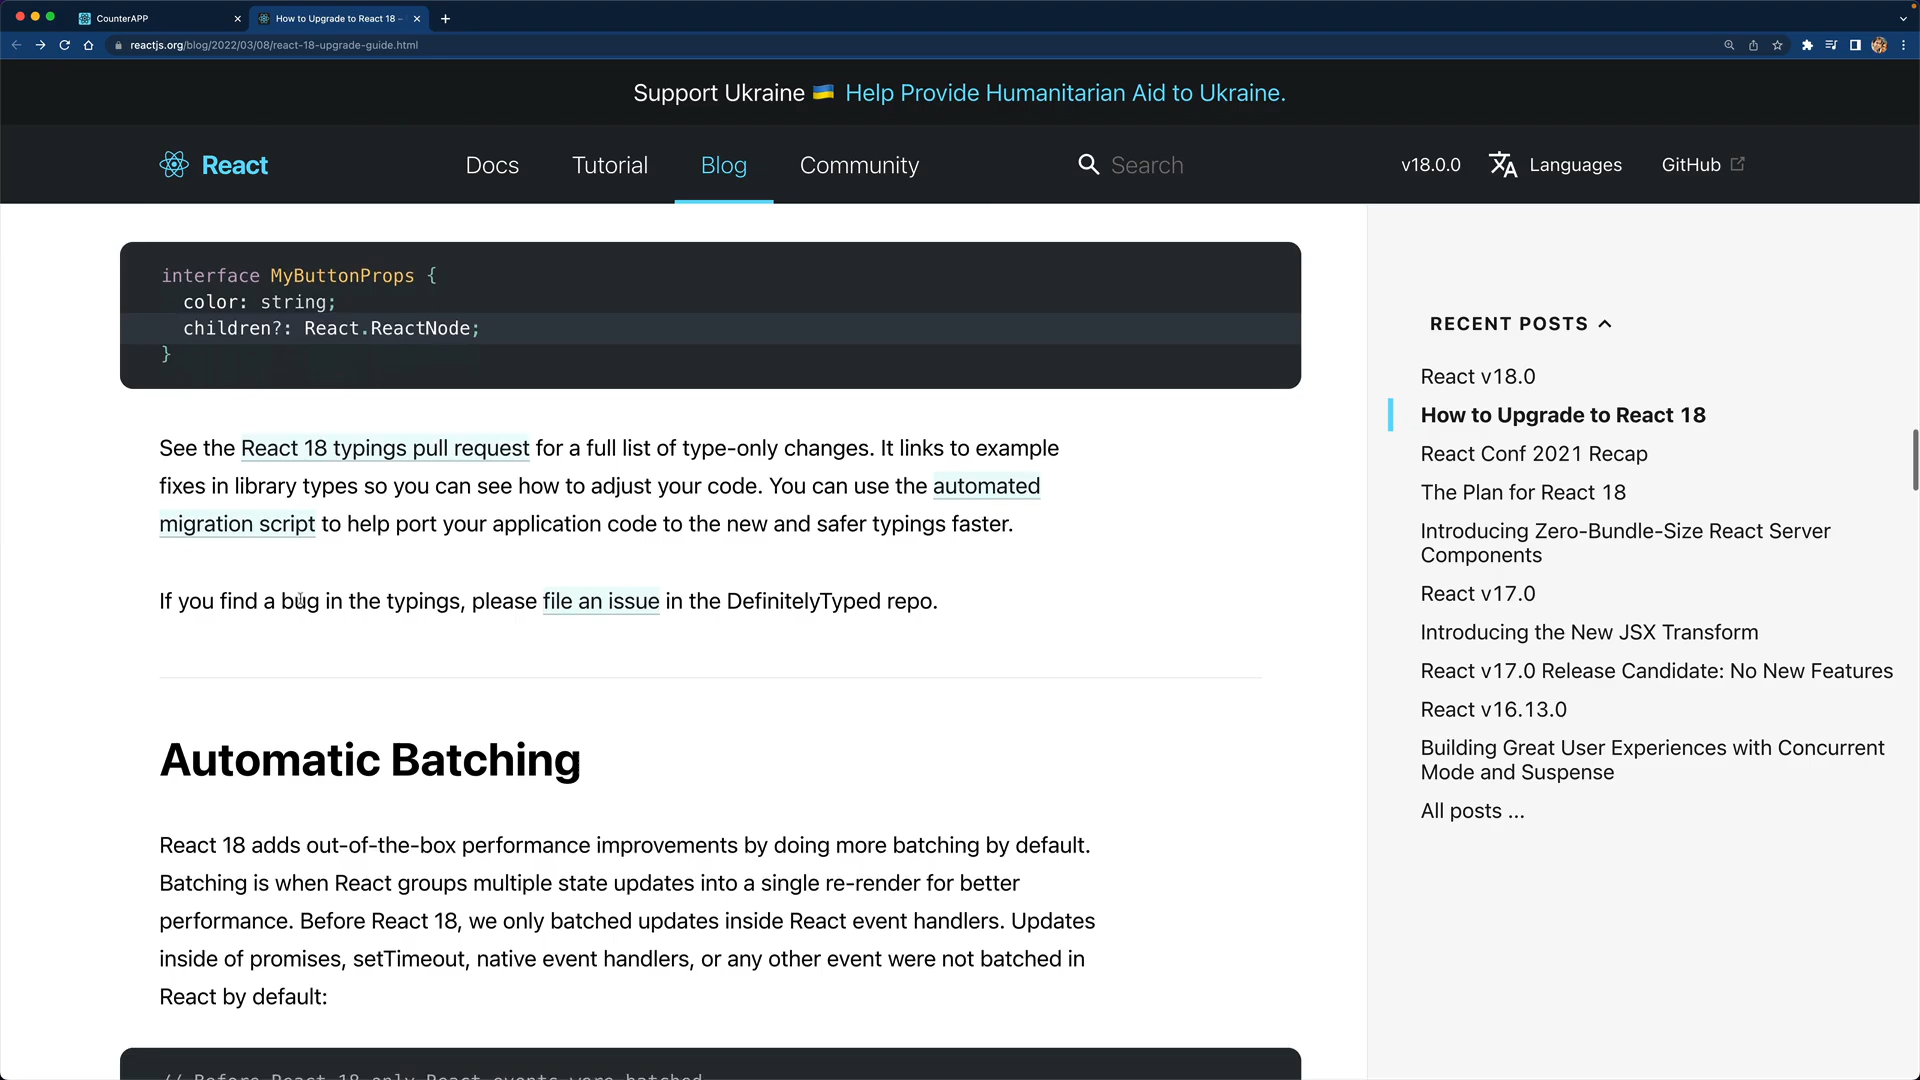 CounterAPP
How to Upgrade to React 18 –
reactjs.org/blog/2022/03/08/react-18-upgrade-guide.html
Support Ukraine 🇺🇦 Help Provide Humanitarian Aid to Ukraine.
React
Docs
Tutorial
Blog
Community
Search
v18.0.0
Languages
GitHub
interface MyButtonProps {
color: string;
children?: React.ReactNode;
}
See the React 18 typings pull request for a full list of type-only changes. It links to example
fixes in library types so you can see how to adjust your code. You can use the automated
migration script to help port your application code to the new and safer typings faster.
If you find a bug in the typings, please file an issue in the DefinitelyTyped repo.
Automatic Batching
React 18 adds out-of-the-box performance improvements by doing more batching by default.
Batching is when React groups multiple state updates into a single re-render for better
performance. Before React 18, we only batched updates inside React event handlers. Updates
inside of promises, setTimeout, native event handlers, or any other event were not batched in
React by default:
// Before React 18 only React events were batched
RECENT POSTS
React v18.0
How to Upgrade to React 18
React Conf 2021 Recap
The Plan for React 18
Introducing Zero-Bundle-Size React Server
Components
React v17.0
Introducing the New JSX Transform
React v17.0 Release Candidate: No New Features
React v16.13.0
Building Great User Experiences with Concurrent
Mode and Suspense
All posts ...